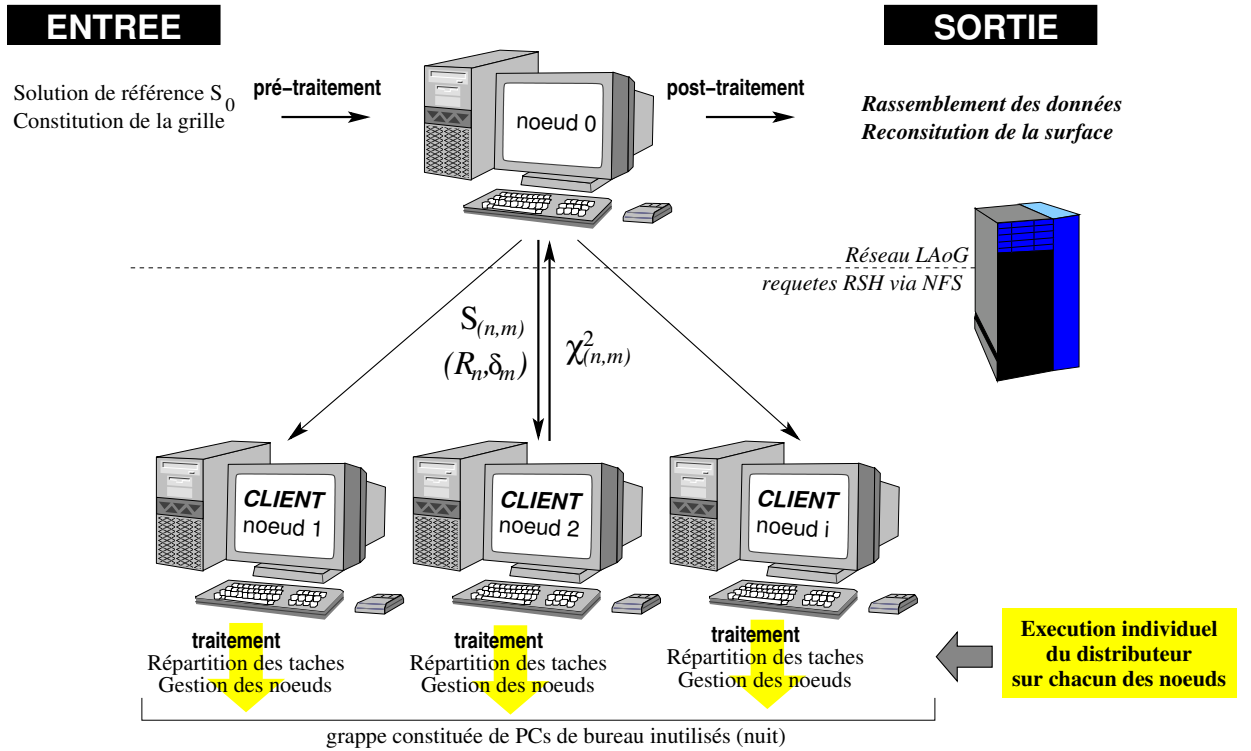 ENTREE
SORTIE
Solution de référence S0
Constitution de la grille
pré-traitement
noeud 0
post-traitement
Rassemblement des données
Reconsitution de la surface
Réseau LAoG
requetes RSH via NFS
S(n,m)
(Rn,δm)
χ²(n,m)
CLIENT
noeud 1
CLIENT
noeud 2
CLIENT
noeud i
traitement
Répartition des taches
Gestion des noeuds
traitement
Répartition des taches
Gestion des noeuds
traitement
Répartition des taches
Gestion des noeuds
Execution individuel
du distributeur
sur chacun des noeuds
grappe constituée de PCs de bureau inutilisés (nuit)